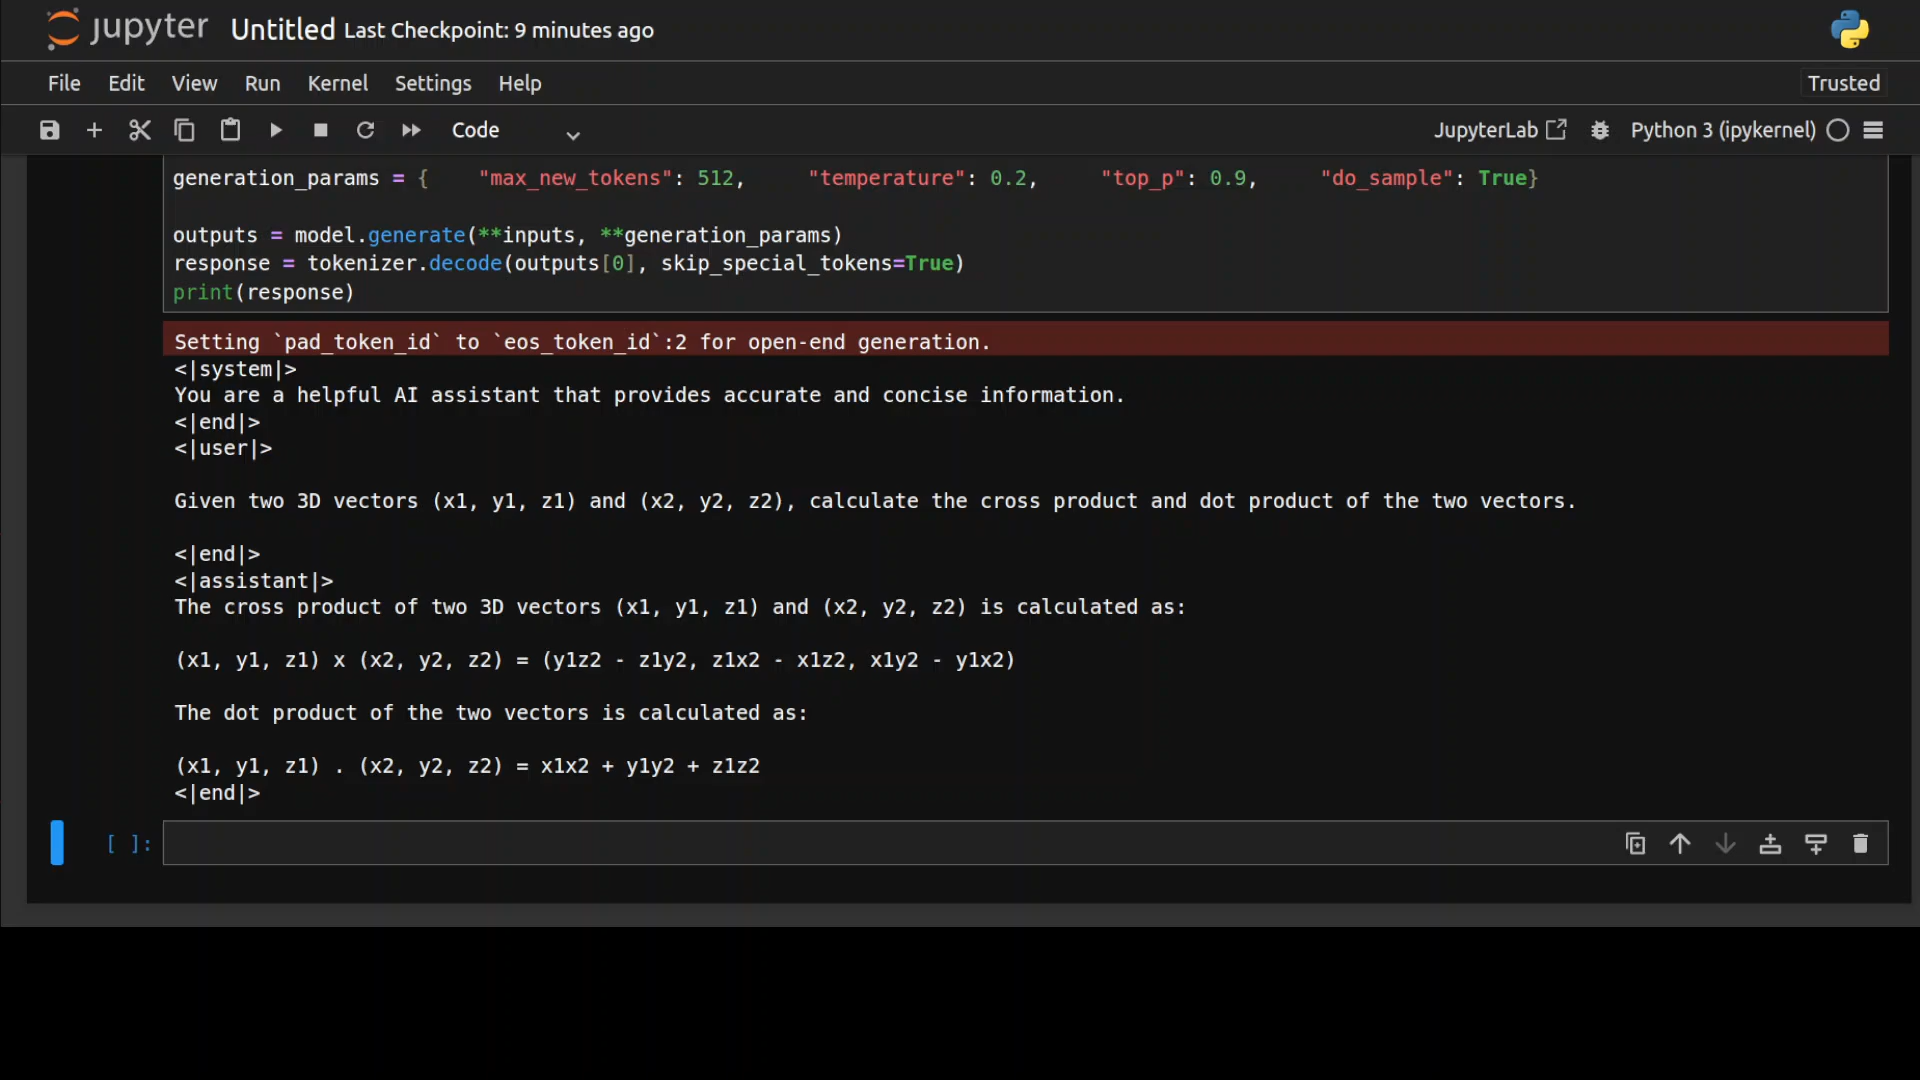 jupyter Untitled Last Checkpoint: 9 minutes ago
File Edit View Run Kernel Settings Help Trusted
Code JupyterLab Python 3 (ipykernel)
generation_params = {    "max_new_tokens": 512,     "temperature": 0.2,     "top_p": 0.9,     "do_sample": True}
outputs = model.generate(**inputs, **generation_params)
response = tokenizer.decode(outputs[0], skip_special_tokens=True)
print(response)
Setting `pad_token_id` to `eos_token_id`:2 for open-end generation.
<|system|>
You are a helpful AI assistant that provides accurate and concise information.
<|end|>
<|user|>
Given two 3D vectors (x1, y1, z1) and (x2, y2, z2), calculate the cross product and dot product of the two vectors.
<|end|>
<|assistant|>
The cross product of two 3D vectors (x1, y1, z1) and (x2, y2, z2) is calculated as:
(x1, y1, z1) x (x2, y2, z2) = (y1z2 - z1y2, z1x2 - x1z2, x1y2 - y1x2)
The dot product of the two vectors is calculated as:
(x1, y1, z1) . (x2, y2, z2) = x1x2 + y1y2 + z1z2
<|end|>
[ ]: